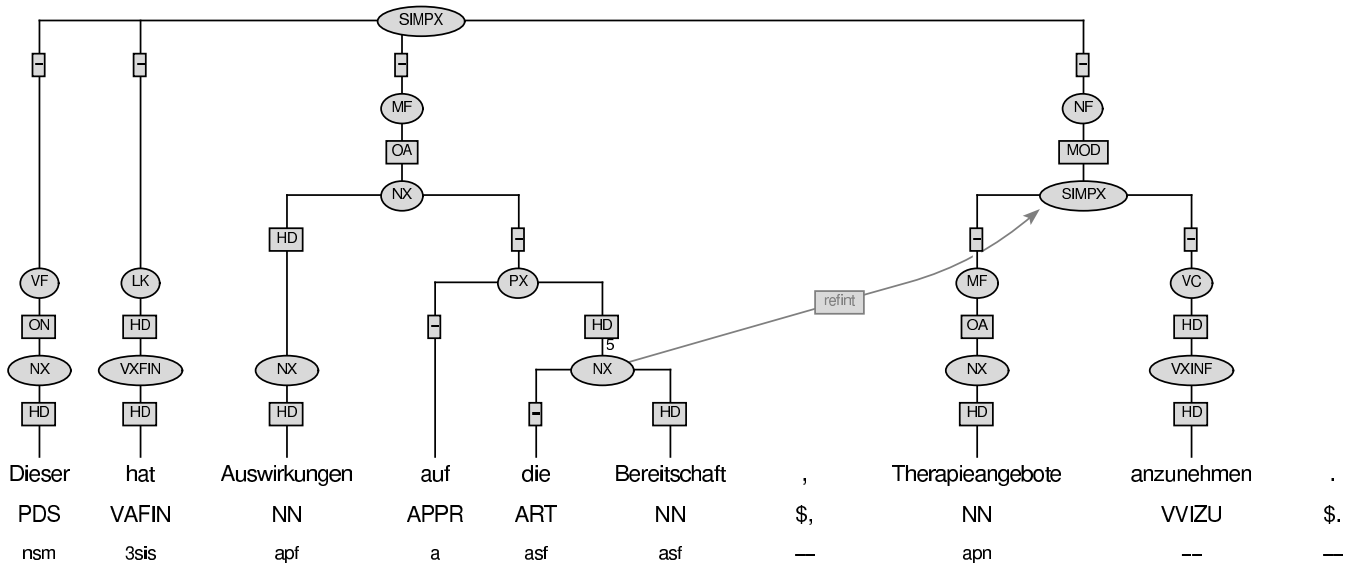 SIMPX
- - - -
MF NF
OA MOD
NX SIMPX
HD - - -
VF LK PX refint MF VC
ON HD - HD OA HD
5
NX VXFIN NX NX NX VXINF
HD HD HD - HD HD HD
Dieser hat Auswirkungen auf die Bereitschaft , Therapieangebote anzunehmen .
PDS VAFIN NN APPR ART NN $, NN VVIZU $.
nsm 3sis apf a asf asf -- apn -- --